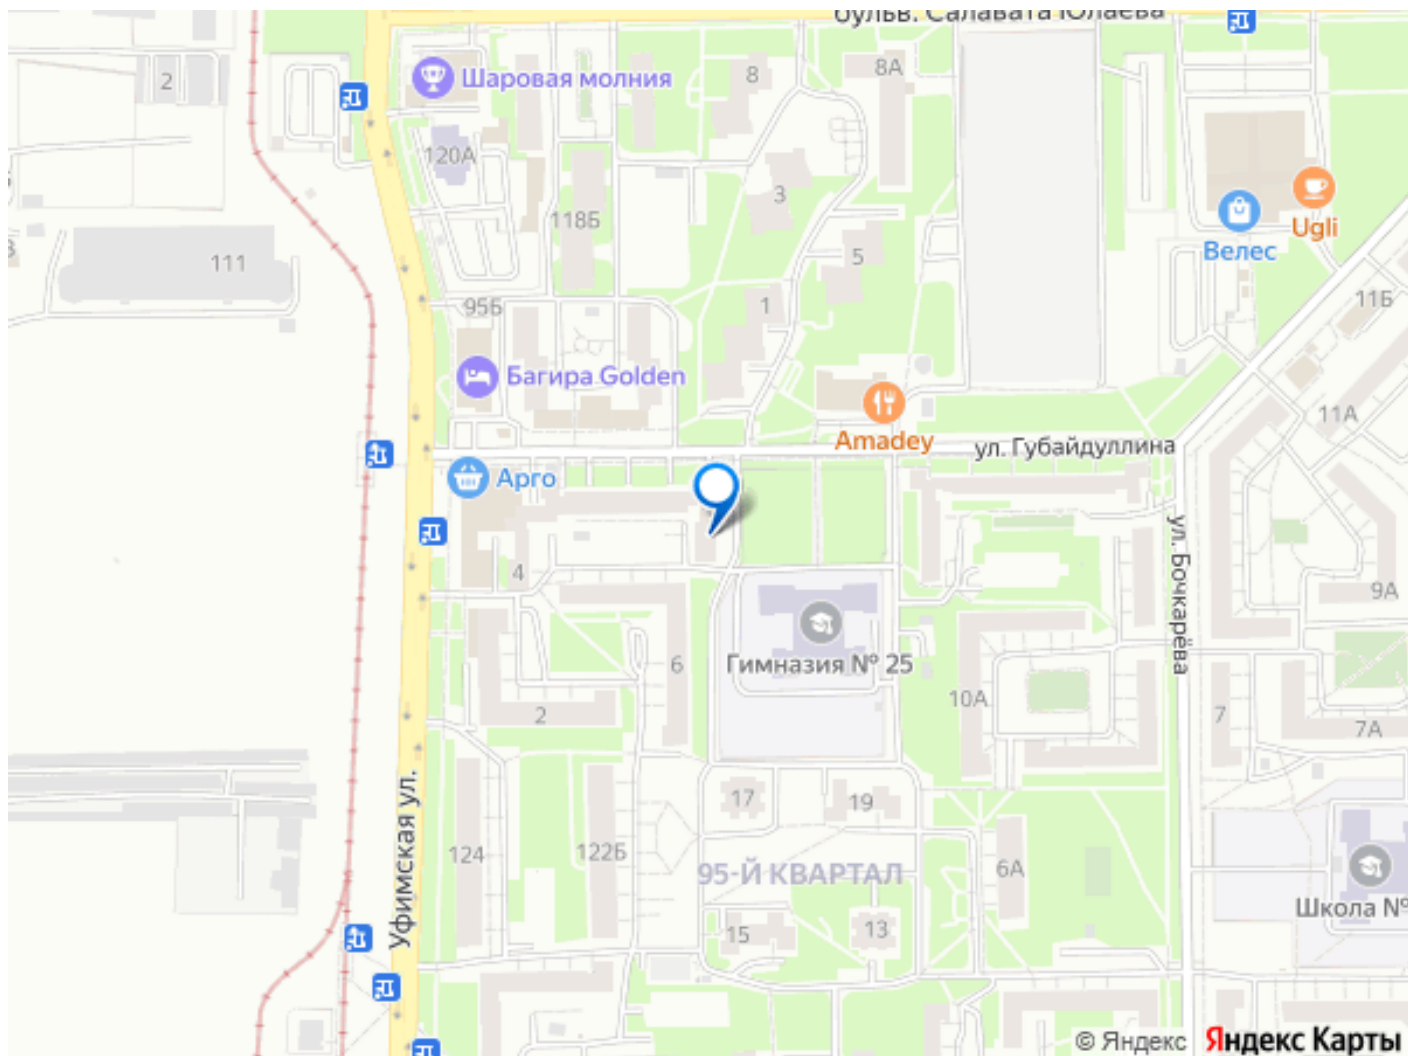 бульв. Салавата Юлаева
2
Шаровая молния
8
8А
120А
3
118Б
Ugli
Велес
5
111
11Б
95Б
1
Багира Golden
11А
Amadey
ул. Губайдуллина
Арго
ул. Бочкарёва
4
9А
6
Гимназия № 25
10А
2
7
7А
17
19
Уфимская ул.
124
122Б
95-Й КВАРТАЛ
6А
Школа №
15
13
© Яндекс Яндекс Карты